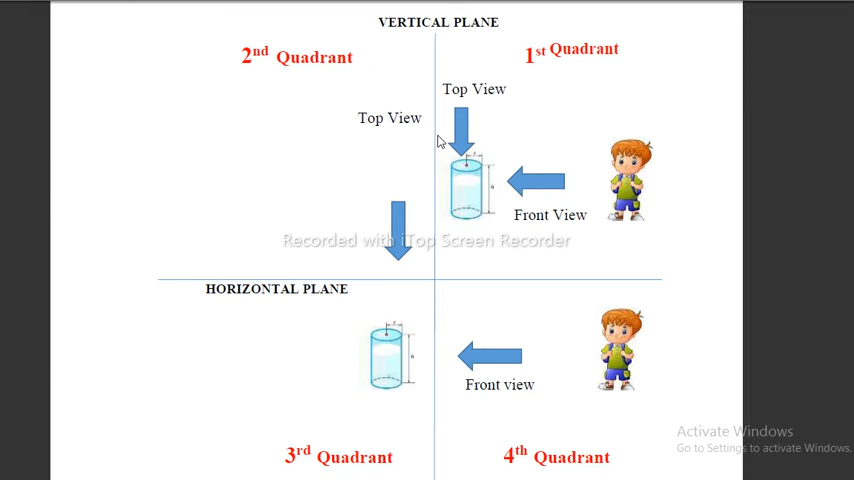 VERTICAL PLANE
2nd Quadrant
1st Quadrant
Top View
Top View
r
h
Front View
Recorded with iTop Screen Recorder
HORIZONTAL PLANE
r
h
Front view
Activate Windows
Go to Settings to activate Windows.
3rd Quadrant
4th Quadrant